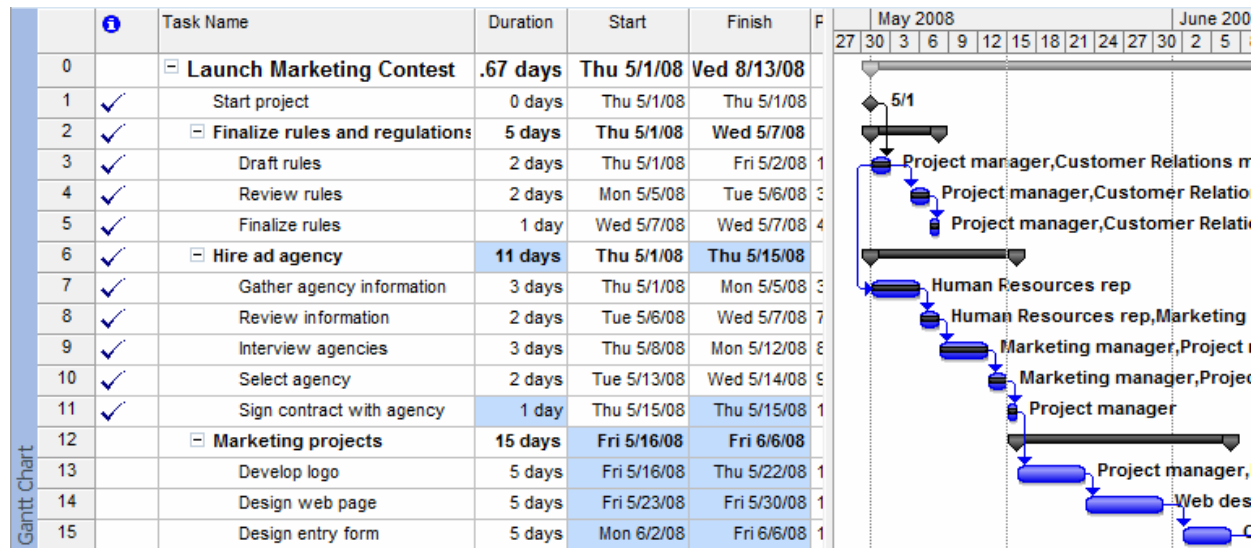 Task Name Duration Start Finish P May 2008 June 200
27 30 3 6 9 12 15 18 21 24 27 30 2 5
0 Launch Marketing Contest .67 days Thu 5/1/08 Wed 8/13/08
1 Start project 0 days Thu 5/1/08 Thu 5/1/08 5/1
2 Finalize rules and regulations 5 days Thu 5/1/08 Wed 5/7/08
3 Draft rules 2 days Thu 5/1/08 Fri 5/2/08 1 Project manager,Customer Relations m
4 Review rules 2 days Mon 5/5/08 Tue 5/6/08 3 Project manager,Customer Relatio
5 Finalize rules 1 day Wed 5/7/08 Wed 5/7/08 4 Project manager,Customer Relati
6 Hire ad agency 11 days Thu 5/1/08 Thu 5/15/08
7 Gather agency information 3 days Thu 5/1/08 Mon 5/5/08 3 Human Resources rep
8 Review information 2 days Tue 5/6/08 Wed 5/7/08 7 Human Resources rep,Marketing
9 Interview agencies 3 days Thu 5/8/08 Mon 5/12/08 8 Marketing manager,Project
10 Select agency 2 days Tue 5/13/08 Wed 5/14/08 9 Marketing manager,Projec
11 Sign contract with agency 1 day Thu 5/15/08 Thu 5/15/08 1 Project manager
12 Marketing projects 15 days Fri 5/16/08 Fri 6/6/08
13 Develop logo 5 days Fri 5/16/08 Thu 5/22/08 1 Project manager,
14 Design web page 5 days Fri 5/23/08 Fri 5/30/08 1 Web des
15 Design entry form 5 days Mon 6/2/08 Fri 6/6/08 1
Gantt Chart